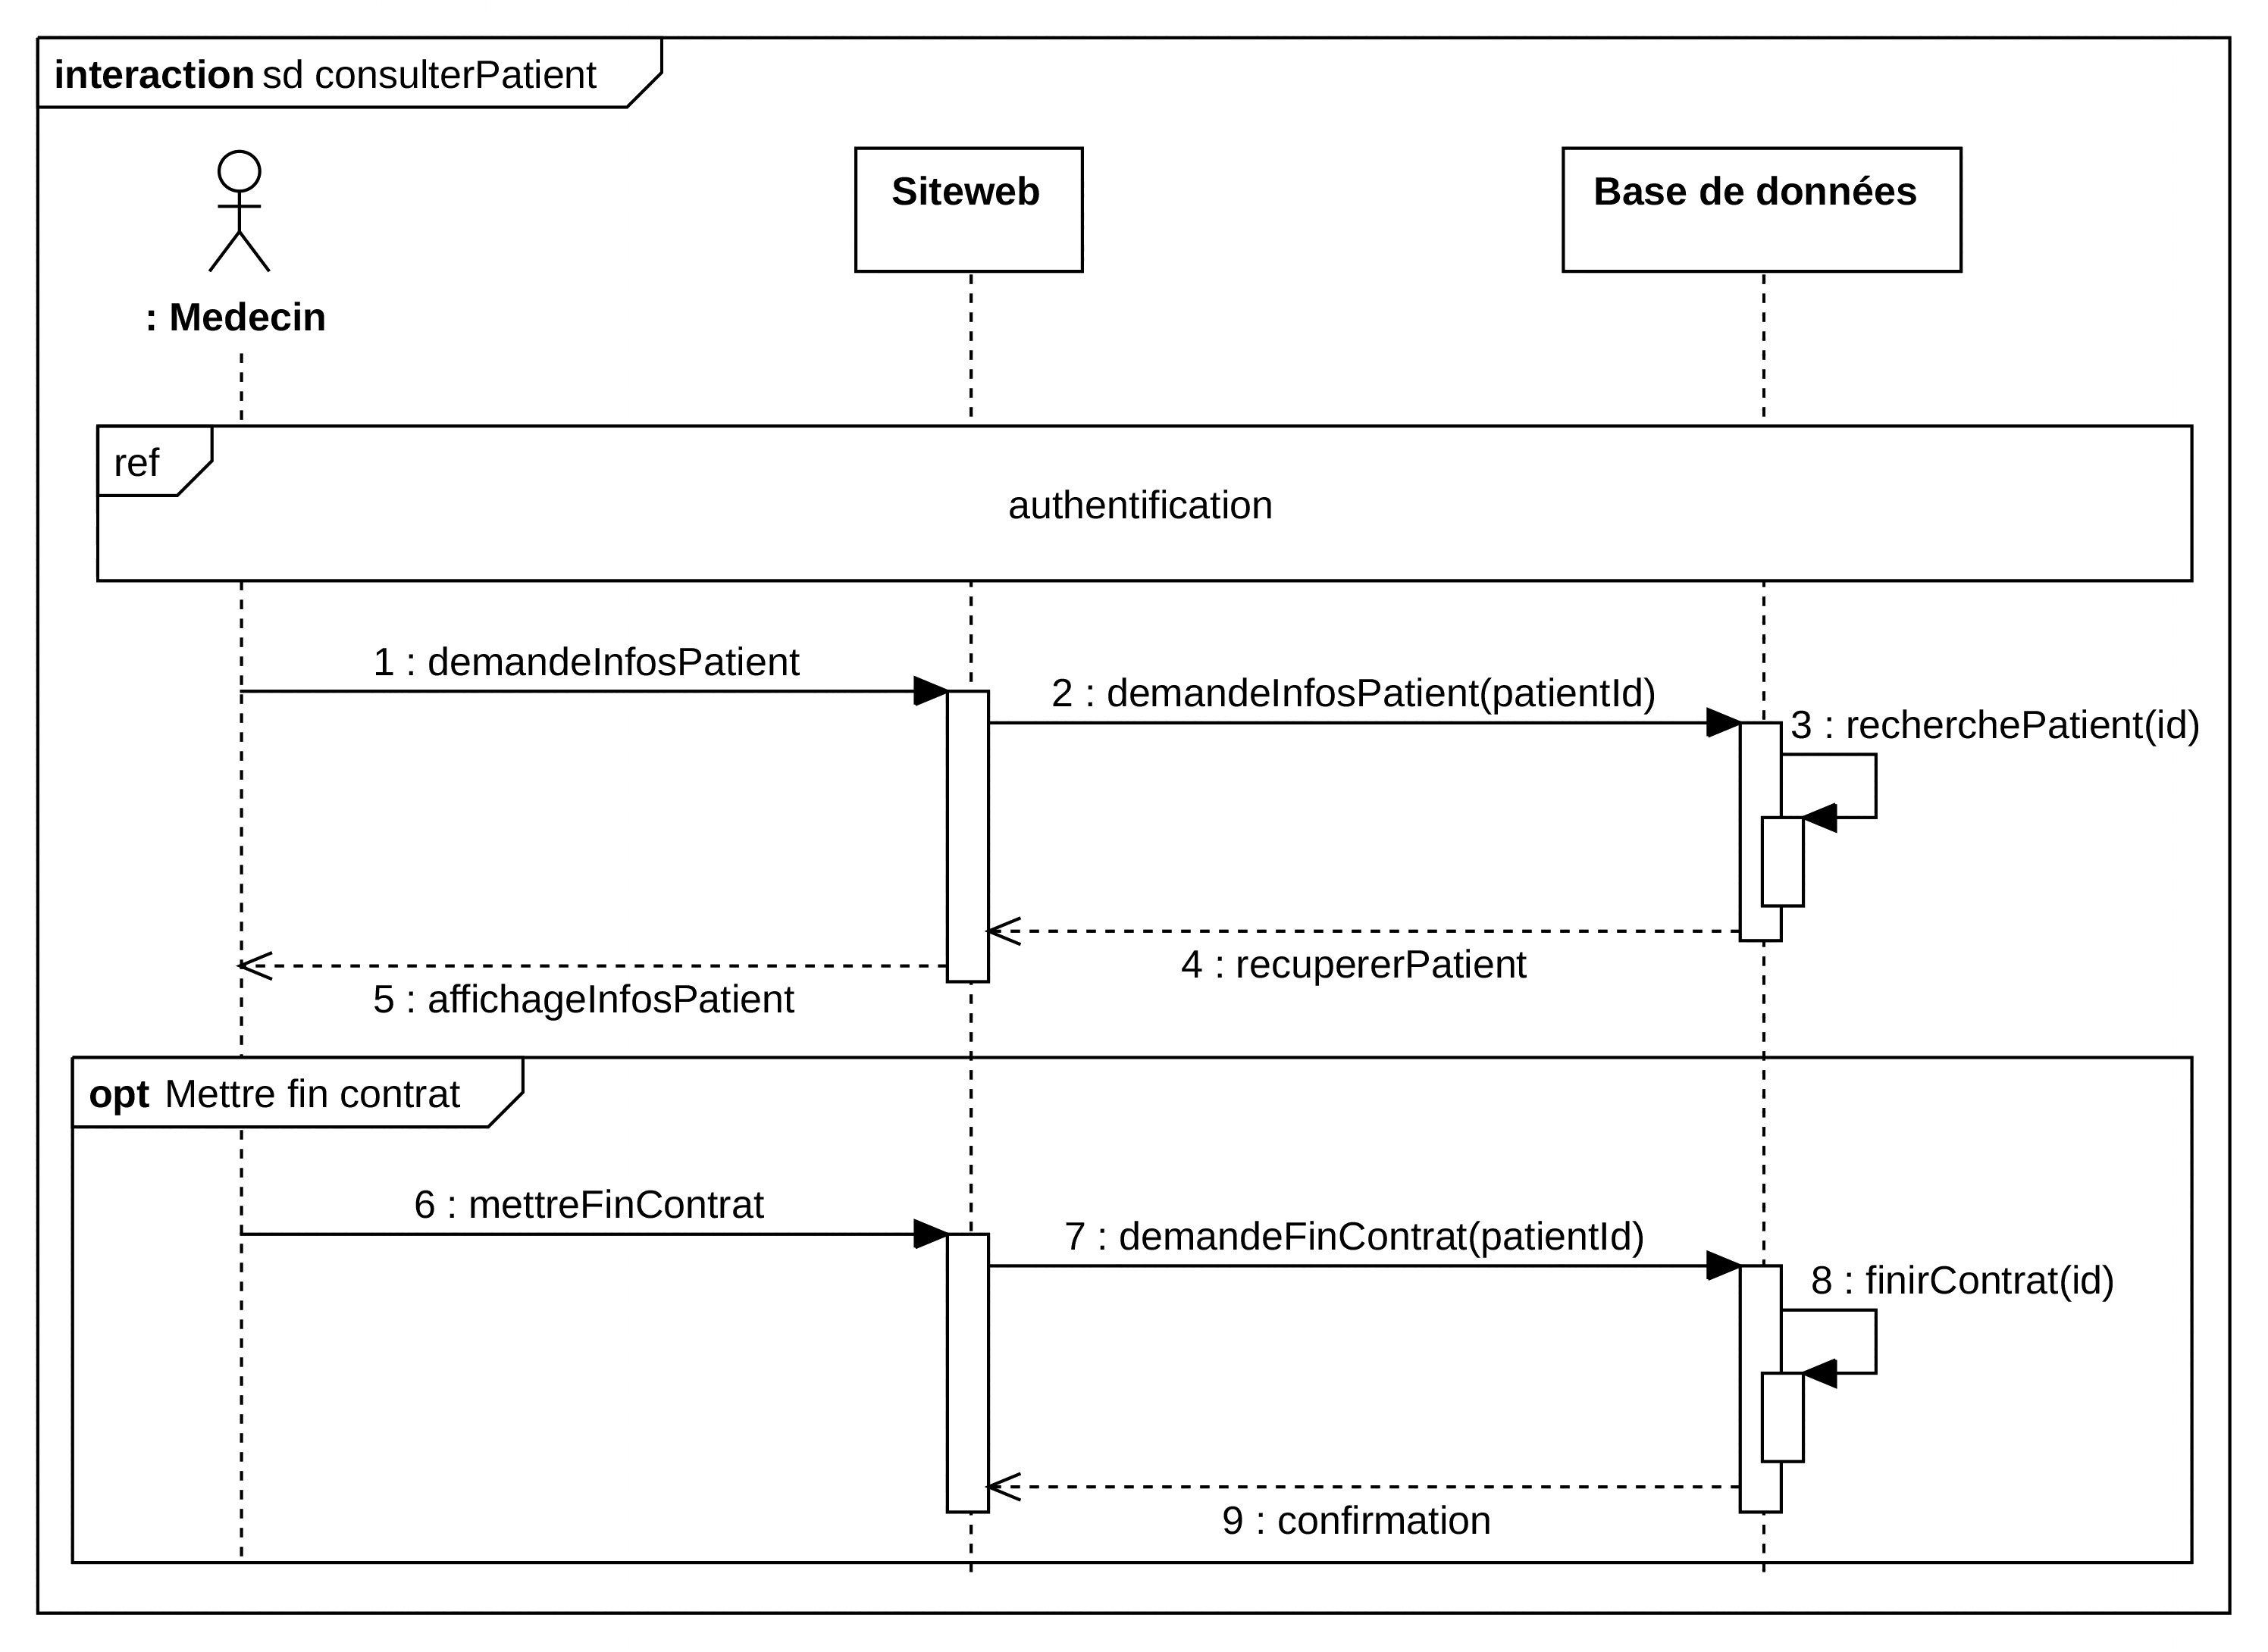 interaction sd consulterPatient
Siteweb
Base de données
: Medecin
ref
authentification
1 : demandeInfosPatient
2 : demandeInfosPatient(patientId)
3 : recherchePatient(id)
4 : recupererPatient
5 : affichageInfosPatient
opt Mettre fin contrat
6 : mettreFinContrat
7 : demandeFinContrat(patientId)
8 : finirContrat(id)
9 : confirmation